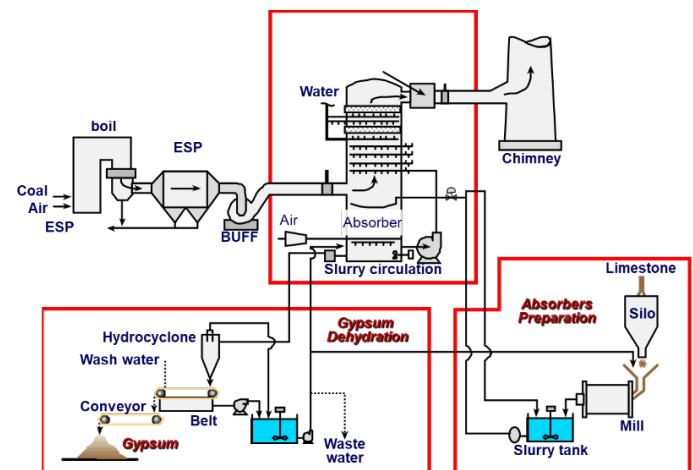 Water
boil
ESP
Chimney
Coal
Air
ESP
BUFF
Air
Absorber
Slurry circulation
Limestone
Absorbers
Preparation
Silo
Gypsum
Dehydration
Hydrocyclone
Wash water
Conveyor
Belt
Gypsum
Waste
water
Mill
Slurry tank